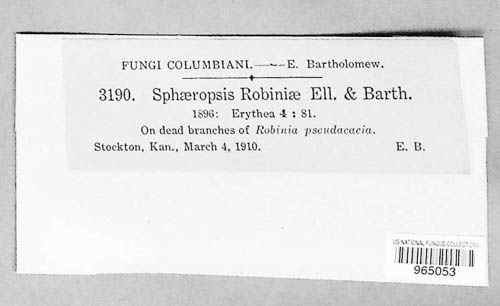 FUNGI COLUMBIANI.——E. Bartholomew.
3190. Sphæropsis Robiniæ Ell. & Barth.
1896: Erythea 4 : 81.
On dead branches of Robinia pseudacacia.
Stockton, Kan., March 4, 1910. E. B.
US NATIONAL FUNGUS COLLECTIONS
965053